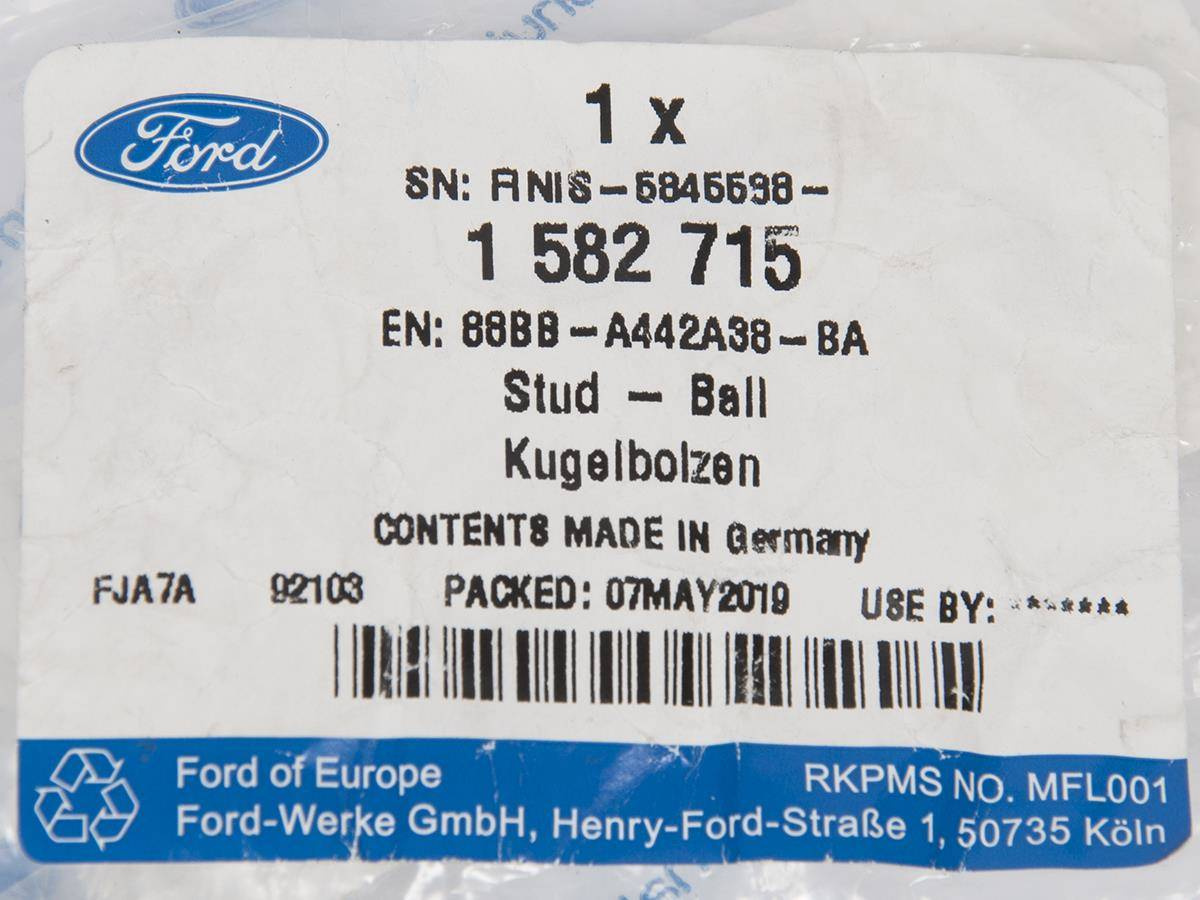 Ford
1 x
SN: FINIS-5845598-
1 582 715
EN: 88BB-A442A38-BA
Stud - Ball
Kugelbolzen
CONTENTS MADE IN Germany
FJA7A 92103 PACKED: 07MAY2019 USE BY: *******
Ford of Europe RKPMS NO. MFL001
Ford-Werke GmbH, Henry-Ford-Straße 1, 50735 Köln